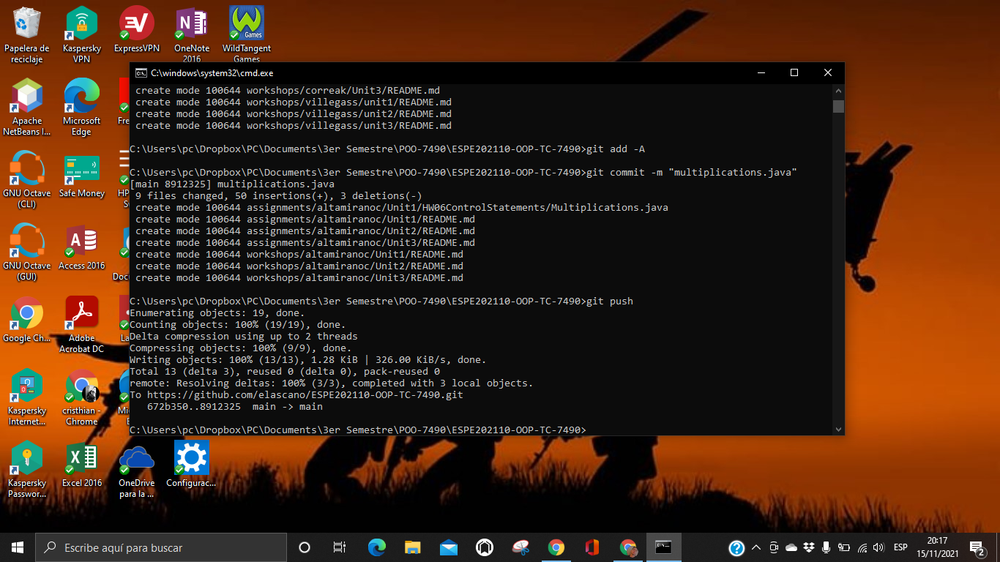 Papelera de
reciclaje
Kaspersky
VPN
ExpressVPN
OneNote
2016
Games
WildTangent
Games
C:\windows\system32\cmd.exe
create mode 100644 workshops/correak/Unit3/README.md
create mode 100644 workshops/villegass/unit1/README.md
create mode 100644 workshops/villegass/unit2/README.md
create mode 100644 workshops/villegass/unit3/README.md
C:\Users\pc\Dropbox\PC\Documents\3er Semestre\POO-7490\ESPE202110-OOP-TC-7490>git add -A
C:\Users\pc\Dropbox\PC\Documents\3er Semestre\POO-7490\ESPE202110-OOP-TC-7490>git commit -m "multiplications.java"
[main 8912325] multiplications.java
9 files changed, 50 insertions(+), 3 deletions(-)
create mode 100644 assignments/altamiranoc/Unit1/HW06ControlStatements/Multiplications.java
create mode 100644 assignments/altamiranoc/Unit1/README.md
create mode 100644 assignments/altamiranoc/Unit2/README.md
create mode 100644 assignments/altamiranoc/Unit3/README.md
create mode 100644 workshops/altamiranoc/Unit1/README.md
create mode 100644 workshops/altamiranoc/Unit2/README.md
create mode 100644 workshops/altamiranoc/Unit3/README.md
C:\Users\pc\Dropbox\PC\Documents\3er Semestre\POO-7490\ESPE202110-OOP-TC-7490>git push
Enumerating objects: 19, done.
Counting objects: 100% (19/19), done.
Delta compression using up to 2 threads
Compressing objects: 100% (9/9), done.
Writing objects: 100% (13/13), 1.28 KiB | 326.00 KiB/s, done.
Total 13 (delta 3), reused 0 (delta 0), pack-reused 0
remote: Resolving deltas: 100% (3/3), completed with 3 local objects.
To https://github.com/elascano/ESPE202110-OOP-TC-7490.git
672b350..8912325  main -> main
C:\Users\pc\Dropbox\PC\Documents\3er Semestre\POO-7490\ESPE202110-OOP-TC-7490>
Apache
NetBeans I...
Microsoft
Edge
Fre
GNU Octave
(CLI)
Safe Money
HP
S
GNU Octave
(GUI)
Access 2016
Doc
Google Ch...
Adobe
Acrobat DC
La
Kaspersky
Internet...
cristhian -
Chrome
Mi
Kaspersky
Passwor...
Excel 2016
OneDrive
para la ...
Configurac...
Escribe aquí para buscar
ESP
20:17
15/11/2021
2